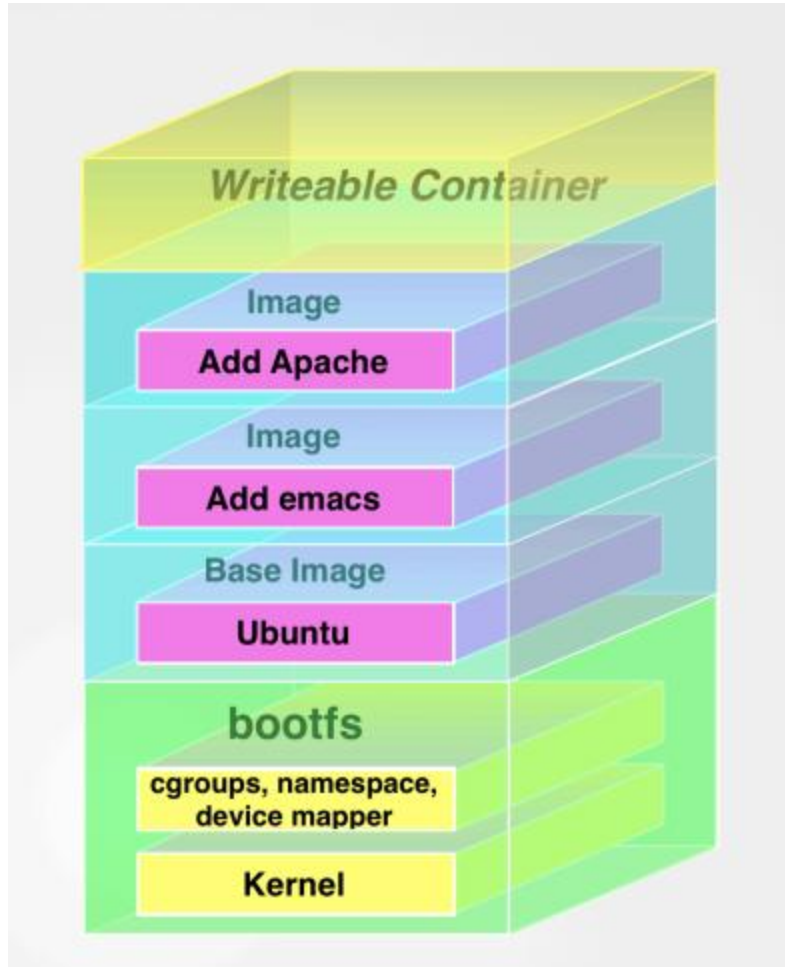 Writeable Container
Image
Add Apache
Image
Add emacs
Base Image
Ubuntu
bootfs
cgroups, namespace,
device mapper
Kernel